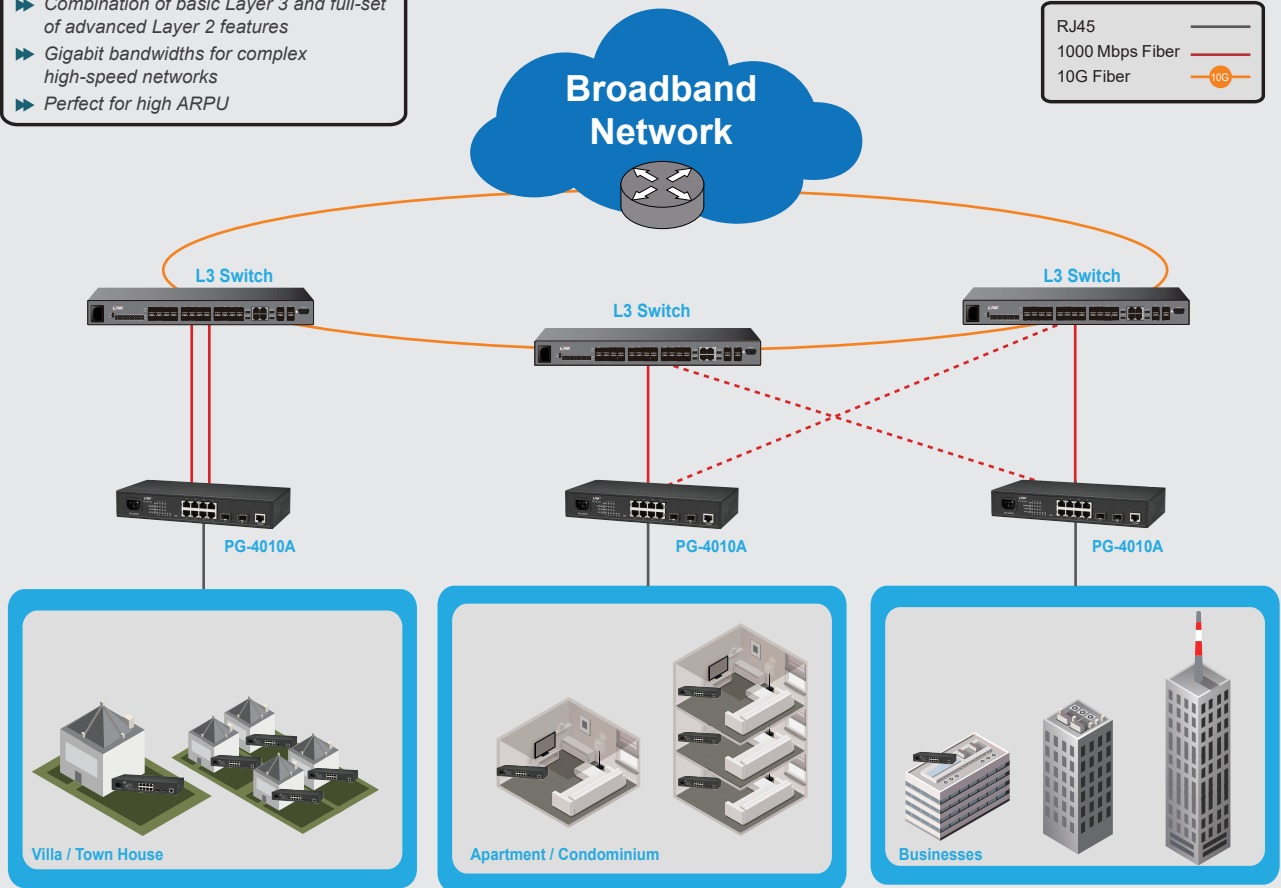 Combination of basic Layer 3 and full-set
of advanced Layer 2 features
Gigabit bandwidths for complex
high-speed networks
Perfect for high ARPU
RJ45
1000 Mbps Fiber
10G Fiber
10G
Broadband
Network
L3 Switch
L3 Switch
L3 Switch
PG-4010A
PG-4010A
PG-4010A
Villa / Town House
Apartment / Condominium
Businesses